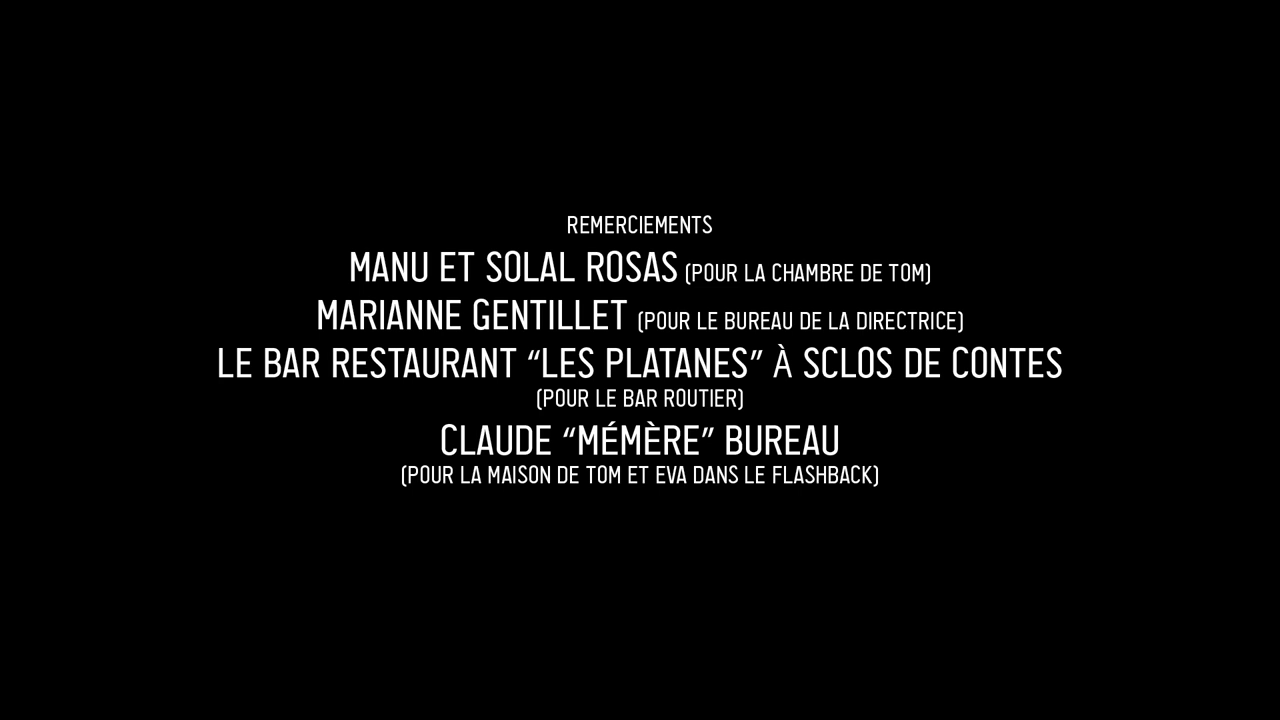 REMERCIEMENTS
MANU ET SOLAL ROSAS (POUR LA CHAMBRE DE TOM)
MARIANNE GENTILLET (POUR LE BUREAU DE LA DIRECTRICE)
LE BAR RESTAURANT “LES PLATANES” À SCLOS DE CONTES
(POUR LE BAR ROUTIER)
CLAUDE “MÉMÈRE” BUREAU
(POUR LA MAISON DE TOM ET EVA DANS LE FLASHBACK)